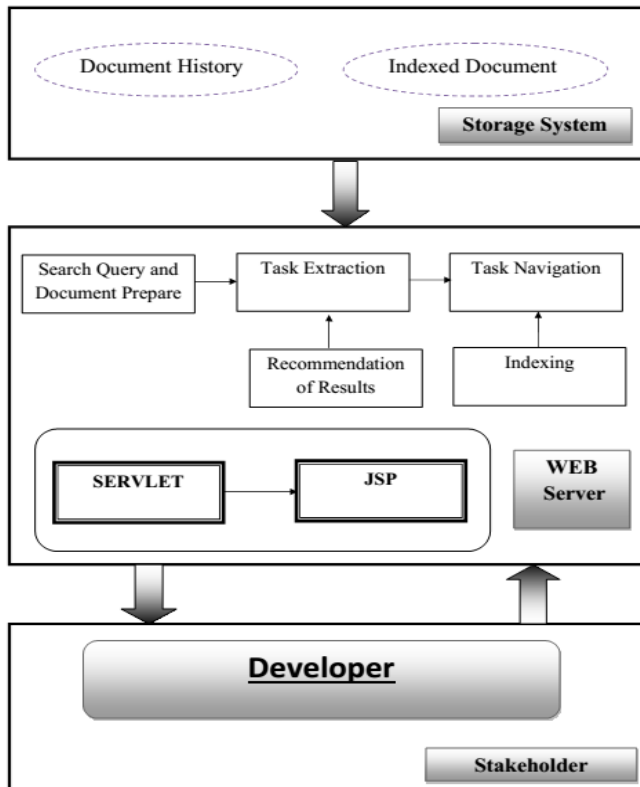 Document History
Indexed Document
Storage System
Search Query and
Document Prepare
Task Extraction
Task Navigation
Recommendation
of Results
Indexing
SERVLET
JSP
WEB
Server
Developer
Stakeholder